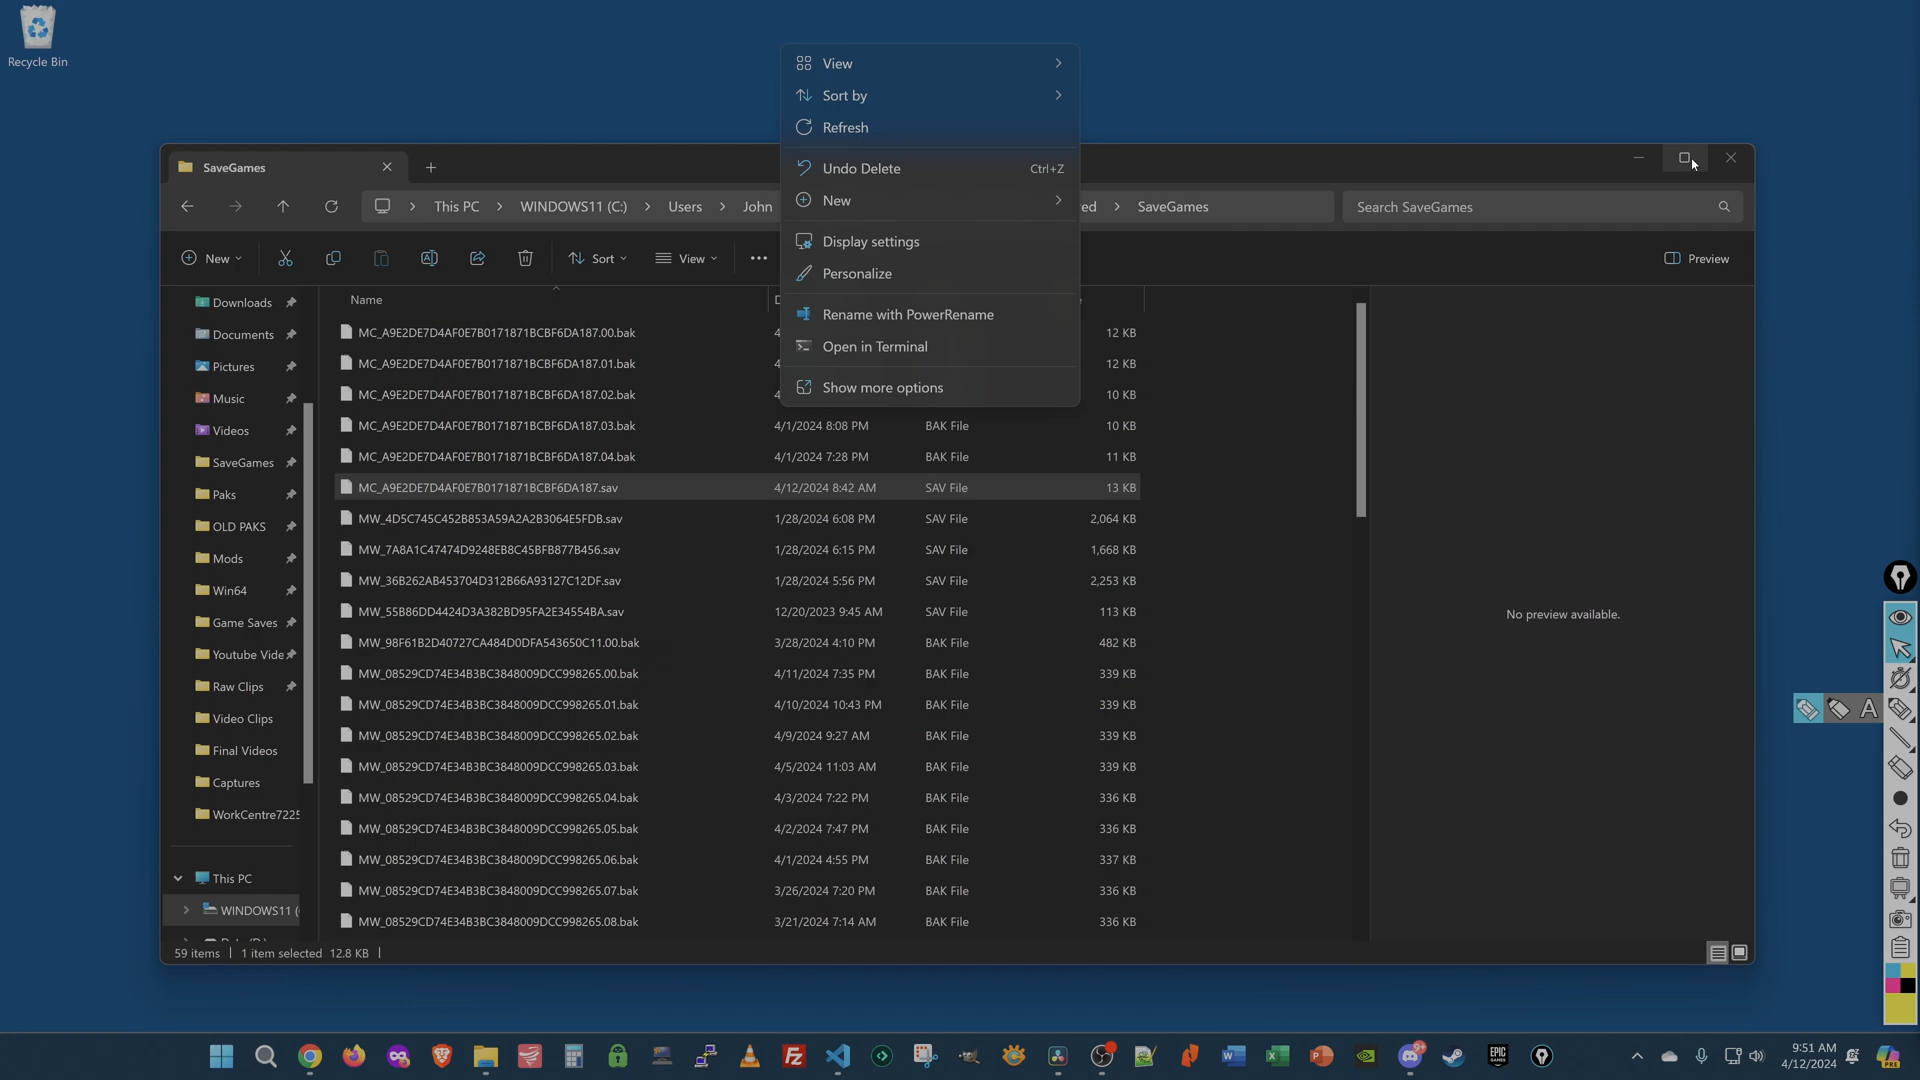 Recycle Bin
View
Sort by
Refresh
Undo Delete Ctrl+Z
New
Display settings
Personalize
Rename with PowerRename
Open in Terminal
Show more options
SaveGames
This PC > WINDOWS11 (C:) > Users > John
SaveGames
Search SaveGames
New
Sort
View
Preview
Name
Downloads
Documents
Pictures
Music
Videos
SaveGames
Paks
OLD PAKS
Mods
Win64
Game Saves
Youtube Vide
Raw Clips
Video Clips
Final Videos
Captures
WorkCentre7225
This PC
WINDOWS11 (
MC_A9E2DE7D4AF0E7B0171871BCBF6DA187.00.bak 12 KB
MC_A9E2DE7D4AF0E7B0171871BCBF6DA187.01.bak 12 KB
MC_A9E2DE7D4AF0E7B0171871BCBF6DA187.02.bak 10 KB
MC_A9E2DE7D4AF0E7B0171871BCBF6DA187.03.bak 4/1/2024 8:08 PM BAK File 10 KB
MC_A9E2DE7D4AF0E7B0171871BCBF6DA187.04.bak 4/1/2024 7:28 PM BAK File 11 KB
MC_A9E2DE7D4AF0E7B0171871BCBF6DA187.sav 4/12/2024 8:42 AM SAV File 13 KB
MW_4D5C745C452B853A59A2A2B3064E5FDB.sav 1/28/2024 6:08 PM SAV File 2,064 KB
MW_7A8A1C47474D9248EB8C45BFB877B456.sav 1/28/2024 6:15 PM SAV File 1,668 KB
MW_36B262AB453704D312B66A93127C12DF.sav 1/28/2024 5:56 PM SAV File 2,253 KB
MW_55B86DD4424D3A382BD95FA2E34554BA.sav 12/20/2023 9:45 AM SAV File 113 KB
MW_98F61B2D40727CA484D0DFA543650C11.00.bak 3/28/2024 4:10 PM BAK File 482 KB
MW_08529CD74E34B3BC3848009DCC998265.00.bak 4/11/2024 7:35 PM BAK File 339 KB
MW_08529CD74E34B3BC3848009DCC998265.01.bak 4/10/2024 10:43 PM BAK File 339 KB
MW_08529CD74E34B3BC3848009DCC998265.02.bak 4/9/2024 9:27 AM BAK File 339 KB
MW_08529CD74E34B3BC3848009DCC998265.03.bak 4/5/2024 11:03 AM BAK File 339 KB
MW_08529CD74E34B3BC3848009DCC998265.04.bak 4/3/2024 7:22 PM BAK File 336 KB
MW_08529CD74E34B3BC3848009DCC998265.05.bak 4/2/2024 7:47 PM BAK File 336 KB
MW_08529CD74E34B3BC3848009DCC998265.06.bak 4/1/2024 4:55 PM BAK File 337 KB
MW_08529CD74E34B3BC3848009DCC998265.07.bak 3/26/2024 7:20 PM BAK File 336 KB
MW_08529CD74E34B3BC3848009DCC998265.08.bak 3/21/2024 7:14 AM BAK File 336 KB
No preview available.
59 items | 1 item selected 12.8 KB |
9:51 AM
4/12/2024